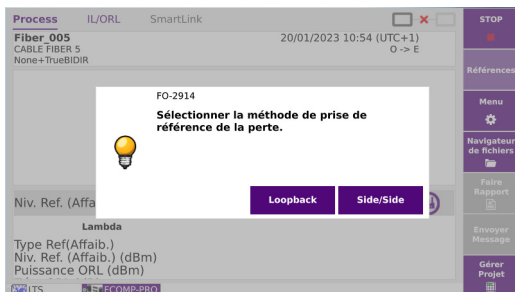 Process IL/ORL SmartLink STOP
Fiber_005 20/01/2023 10:54 (UTC+1)
CABLE FIBER 5 O -> E
None+TrueBIDIR
Références
FO-2914
Sélectionner la méthode de prise de
référence de la perte.
Menu
Navigateur
de fichiers
Loopback Side/Side
Faire
Rapport
Niv. Ref. (Affa
Lambda
Type Ref(Affaib.)
Niv. Ref. (Affaib.) (dBm)
Puissance ORL (dBm)
Envoyer
Message
Gérer
Projet
LTS FCOMP-PRO